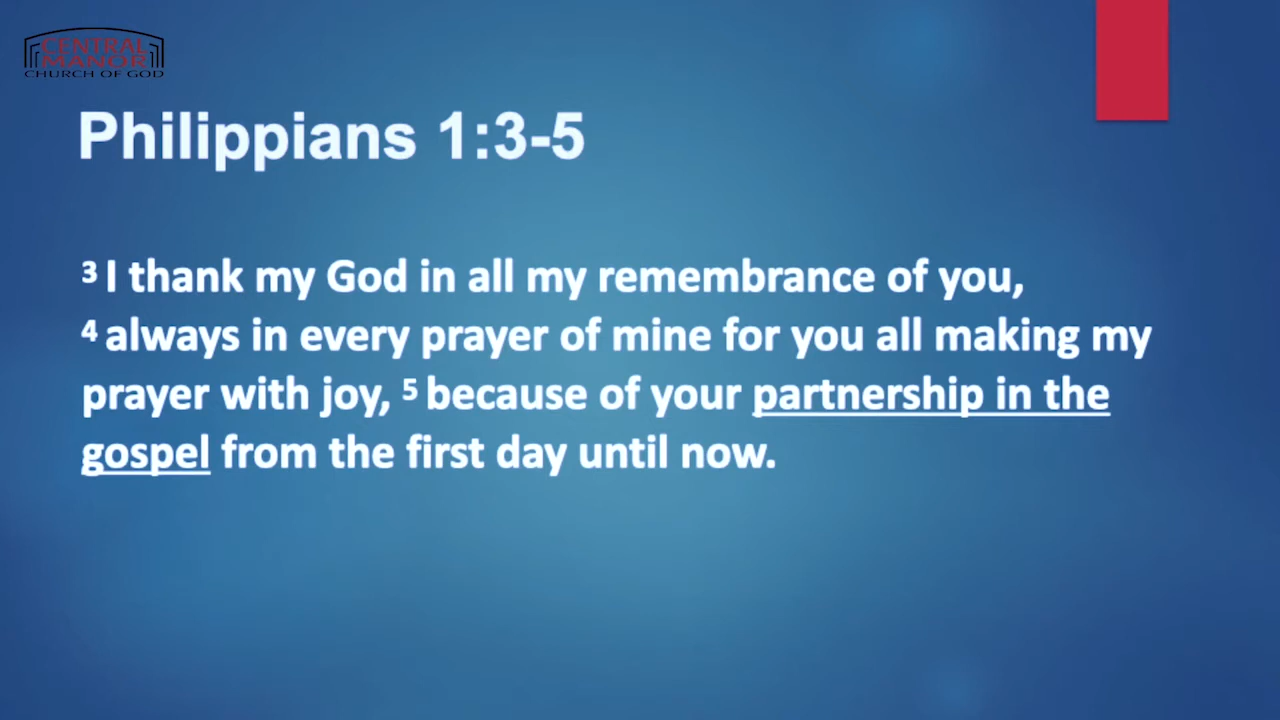 CENTRAL
MANOR
CHURCH OF GOD
Philippians 1:3-5
3 I thank my God in all my remembrance of you,
4 always in every prayer of mine for you all making my
prayer with joy, 5 because of your partnership in the
gospel from the first day until now.